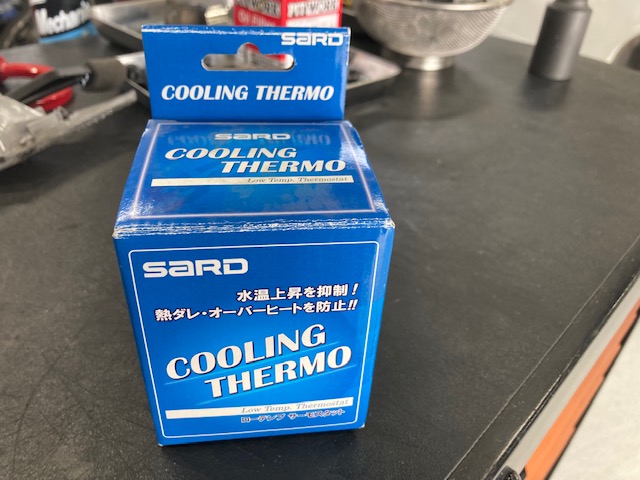 Mechanix
SARD
COOLING THERMO
SARD
COOLING
THERMO
Low Temp. Thermostat
SARD
水温上昇を抑制！
熱ダレ・オーバーヒートを防止!!
COOLING
THERMO
Low Temp. Thermostat
ローテンプ サーモスタット